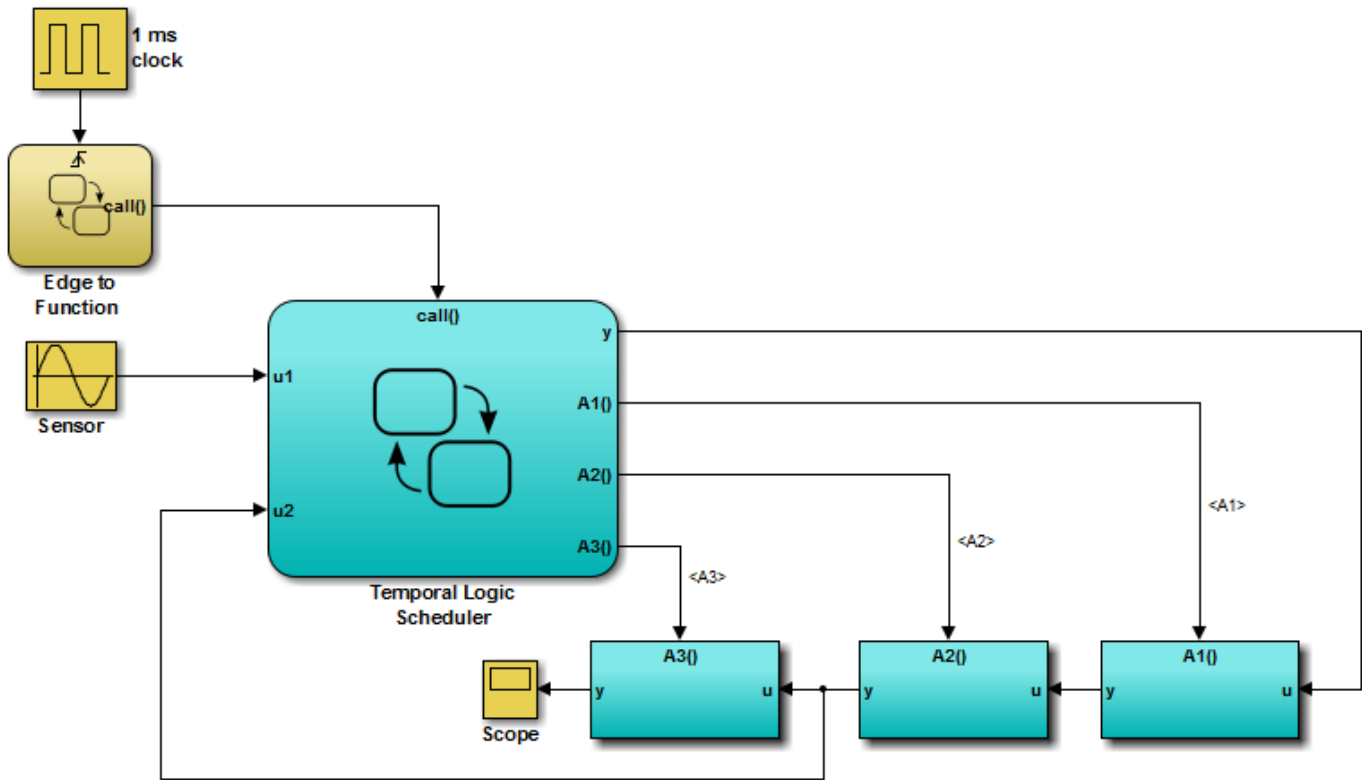 1 ms
clock
call()
Edge to
Function
call()
y
u1
Sensor
A1()
A2()
u2
<A1>
<A2>
A3()
<A3>
Temporal Logic
Scheduler
A3()
A2()
A1()
y
u
y
u
y
u
Scope